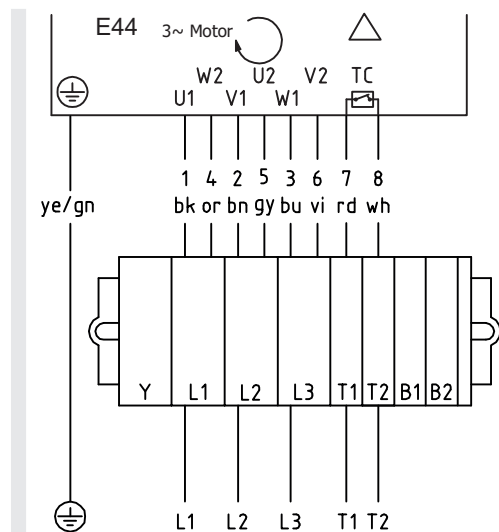 E44 3~ Motor
W2 U2 V2 TC
U1 V1 W1
1 4 2 5 3 6 7 8
ye/gn bk or bn gy bu vi rd wh
Y L1 L2 L3 T1 T2 B1 B2
L1 L2 L3 T1 T2